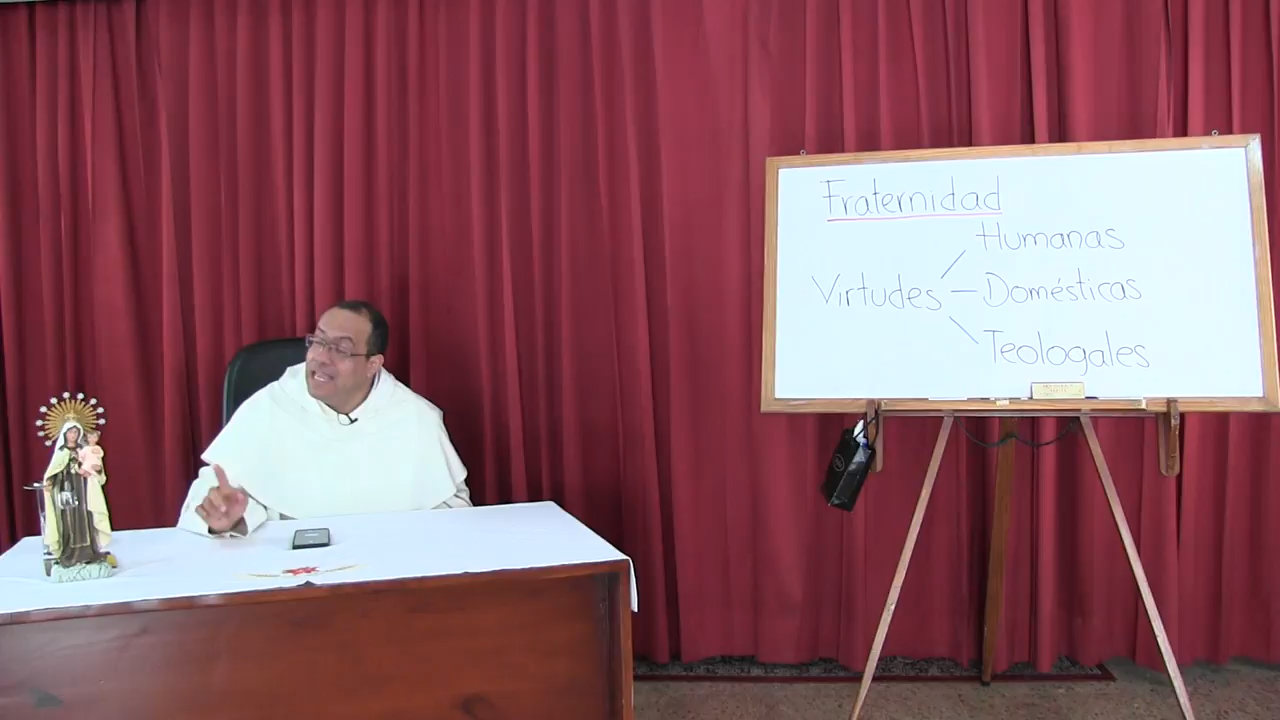 Fraternidad
Humanas
Virtudes – Domésticas
Teologales